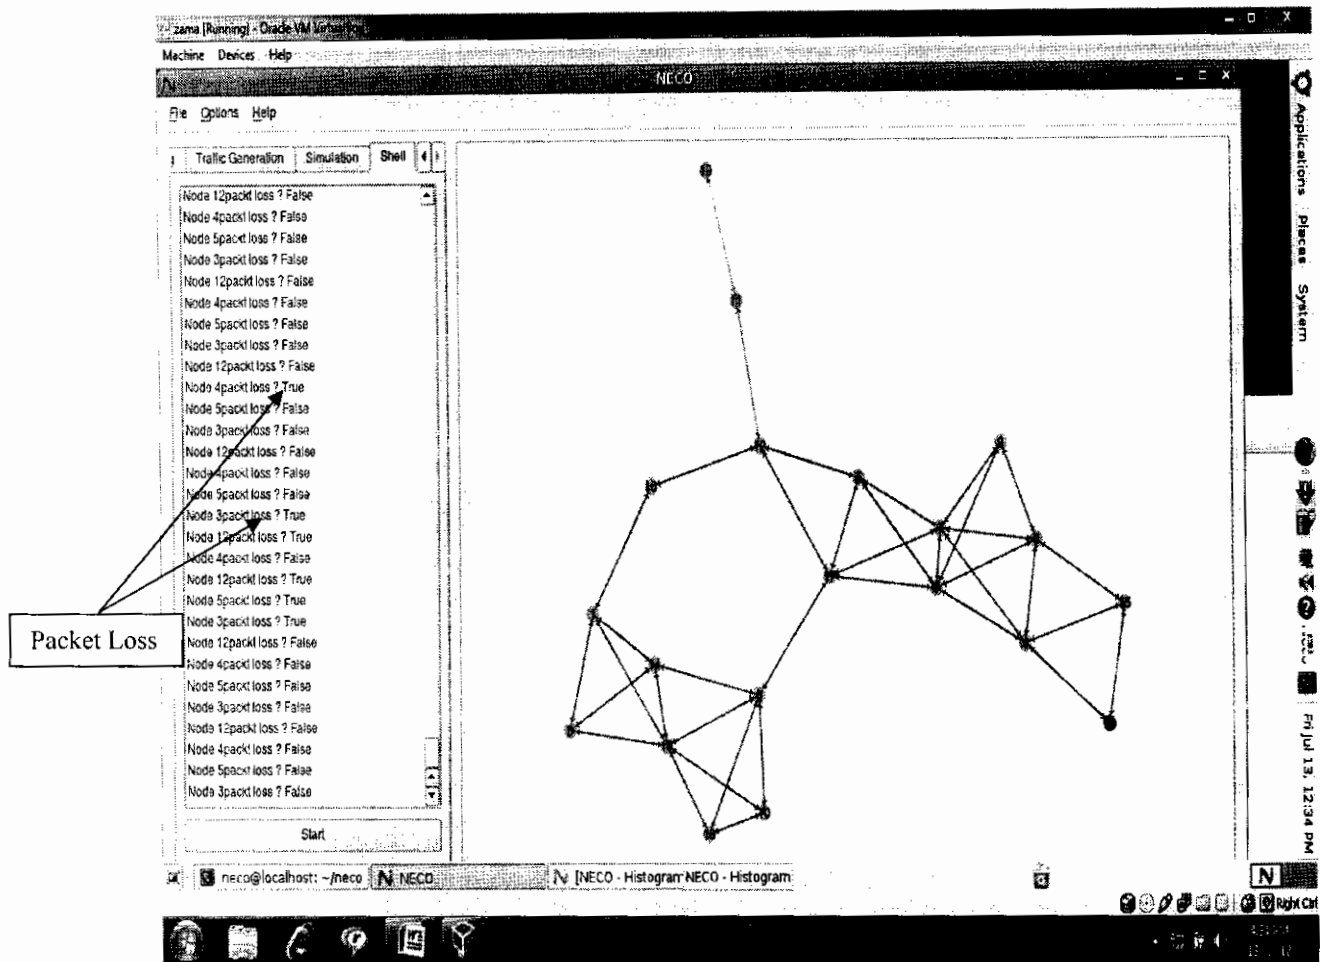 zama [Running] - Oracle VM
Machine Devices Help
NECO
File Options Help
Traffic Generation Simulation Shell
Node 12packt loss ? False
Node 4packt loss ? False
Node 5packt loss ? False
Node 3packt loss ? False
Node 12packt loss ? False
Node 4packt loss ? False
Node 5packt loss ? False
Node 3packt loss ? False
Node 12packt loss ? False
Node 4packt loss ? True
Node 5packt loss ? False
Node 3packt loss ? False
Node 12packt loss ? False
Node 4packt loss ? False
Node 5packt loss ? False
Node 3packt loss ? True
Node 12packt loss ? True
Node 4packt loss ? False
Node 12packt loss ? True
Node 5packt loss ? True
Node 3packt loss ? True
Node 12packt loss ? False
Node 4packt loss ? False
Node 5packt loss ? False
Node 3packt loss ? False
Node 12packt loss ? False
Node 4packt loss ? False
Node 5packt loss ? False
Node 3packt loss ? False
Packet Loss
Start
Applications Places System
Fri Jul 13, 12:34 PM
neco@localhost: ~/neco
NECO
[NECO - Histogram
NECO - Histogram
N
Right Ctrl